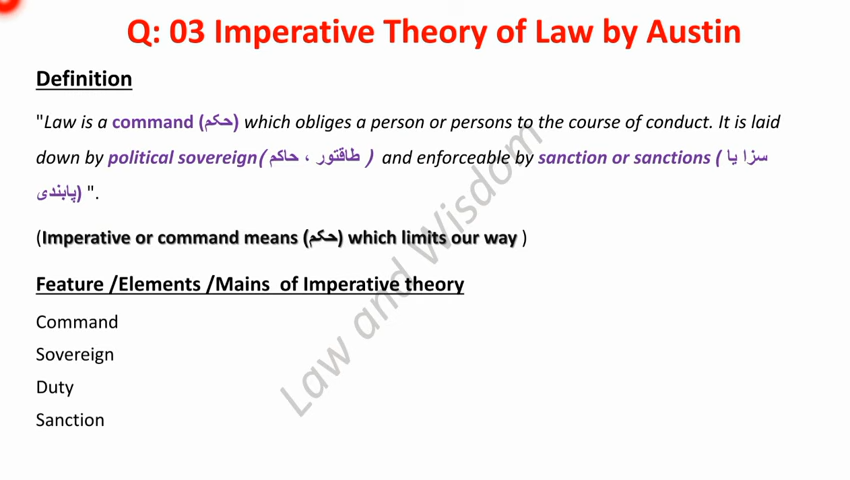 Q: 03 Imperative Theory of Law by Austin
Definition
"Law is a command (حکم) which obliges a person or persons to the course of conduct. It is laid
down by political sovereign( طاقتور ، حاکم ) and enforceable by sanction or sanctions ( سزا یا
پابندی) ".
(Imperative or command means (حکم) which limits our way )
Feature /Elements /Mains of Imperative theory
Command
Sovereign
Duty
Sanction
Law and Wisdom